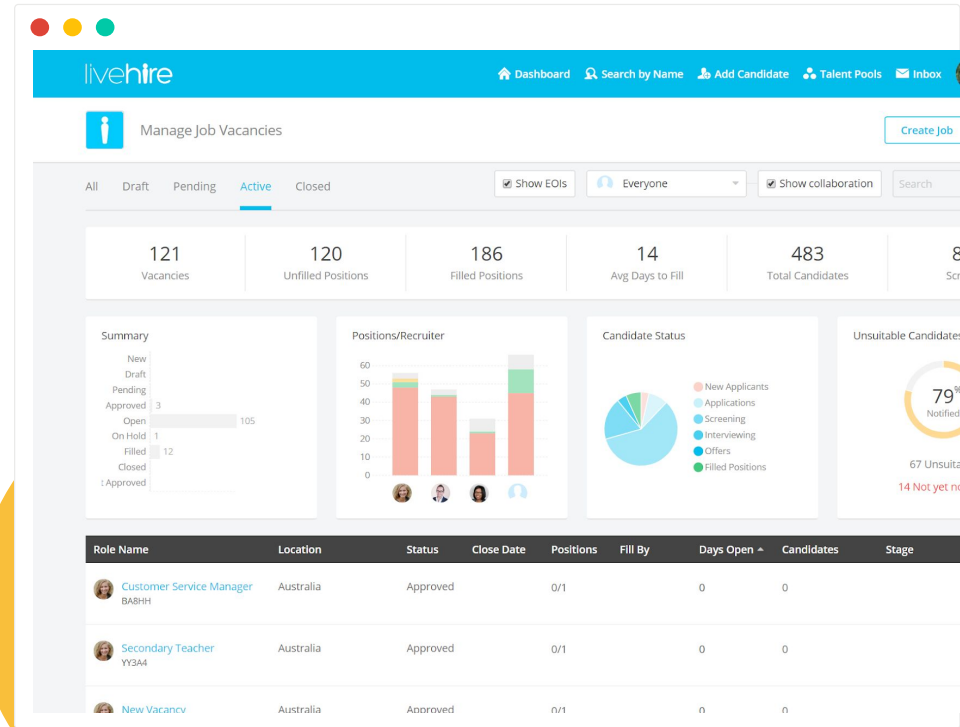 livehire
Dashboard Search by Name Add Candidate Talent Pools Inbox
Manage Job Vacancies
Create Job
All Draft Pending Active Closed
Show EOIs Everyone Show collaboration Search
121 120 186 14 483 8
Vacancies Unfilled Positions Filled Positions Avg Days to Fill Total Candidates Scr
Summary
New
Draft
Pending
Approved 3
Open 105
On Hold 1
Filled 12
Closed
Approved
Positions/Recruiter
60
50
40
30
20
10
0
Candidate Status
New Applicants
Applications
Screening
Interviewing
Offers
Filled Positions
Unsuitable Candidates
79%
Notified
67 Unsuita
14 Not yet no
Role Name Location Status Close Date Positions Fill By Days Open Candidates Stage
Customer Service Manager Australia Approved 0/1 0 0
BA8HH
Secondary Teacher Australia Approved 0/1 0 0
YY3A4
New Vacancy Australia Approved 0/1 0 0